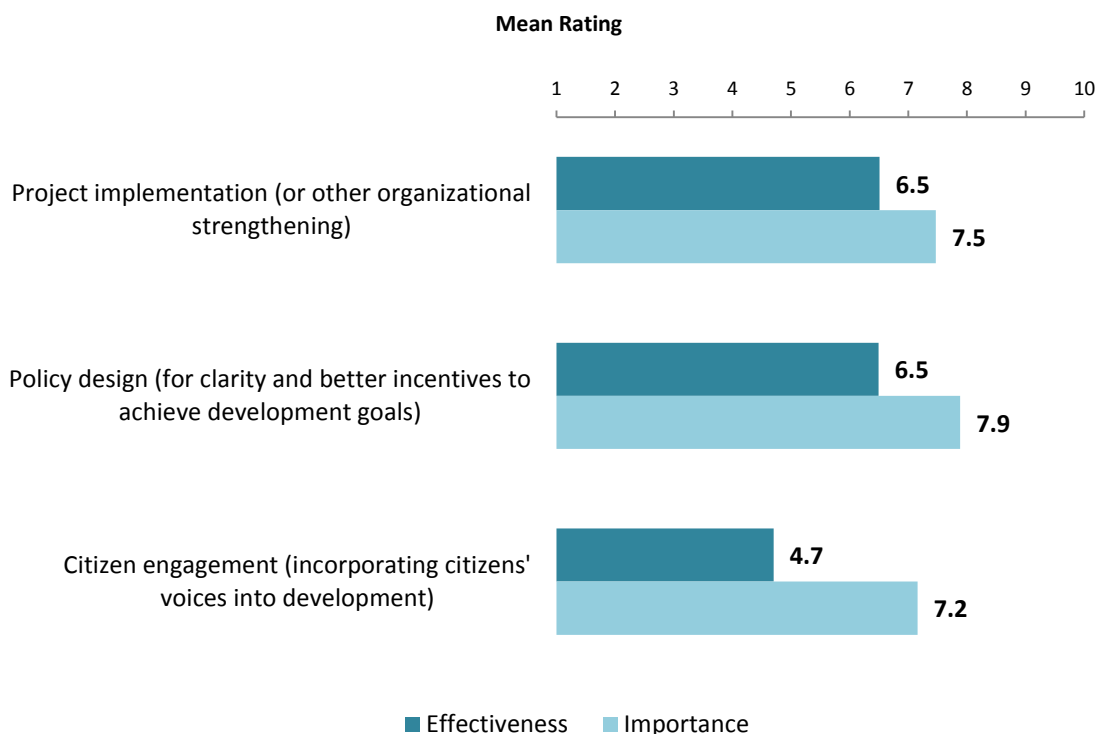 Mean Rating
1 2 3 4 5 6 7 8 9 10
Project implementation (or other organizational
strengthening)
6.5
7.5
Policy design (for clarity and better incentives to
achieve development goals)
6.5
7.9
Citizen engagement (incorporating citizens'
voices into development)
4.7
7.2
Effectiveness Importance